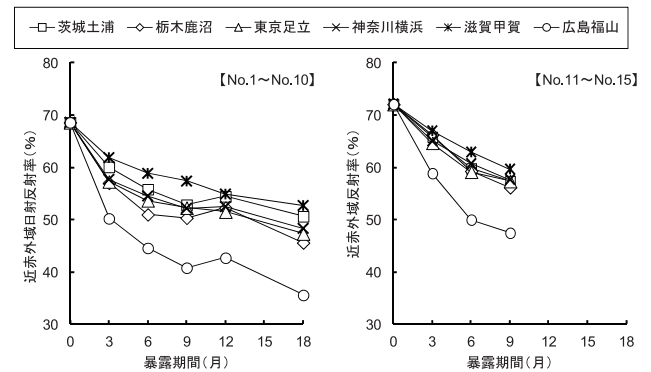 茨城土浦 栃木鹿沼 東京足立 神奈川横浜 滋賀甲賀 広島福山
【No.1～No.10】
近赤外域日射反射率(%)
80
70
60
50
40
30
0 3 6 9 12 15 18
暴露期間(月)
【No.11～No.15】
近赤外域反射率(%)
80
70
60
50
40
30
0 3 6 9 12 15 18
暴露期間(月)